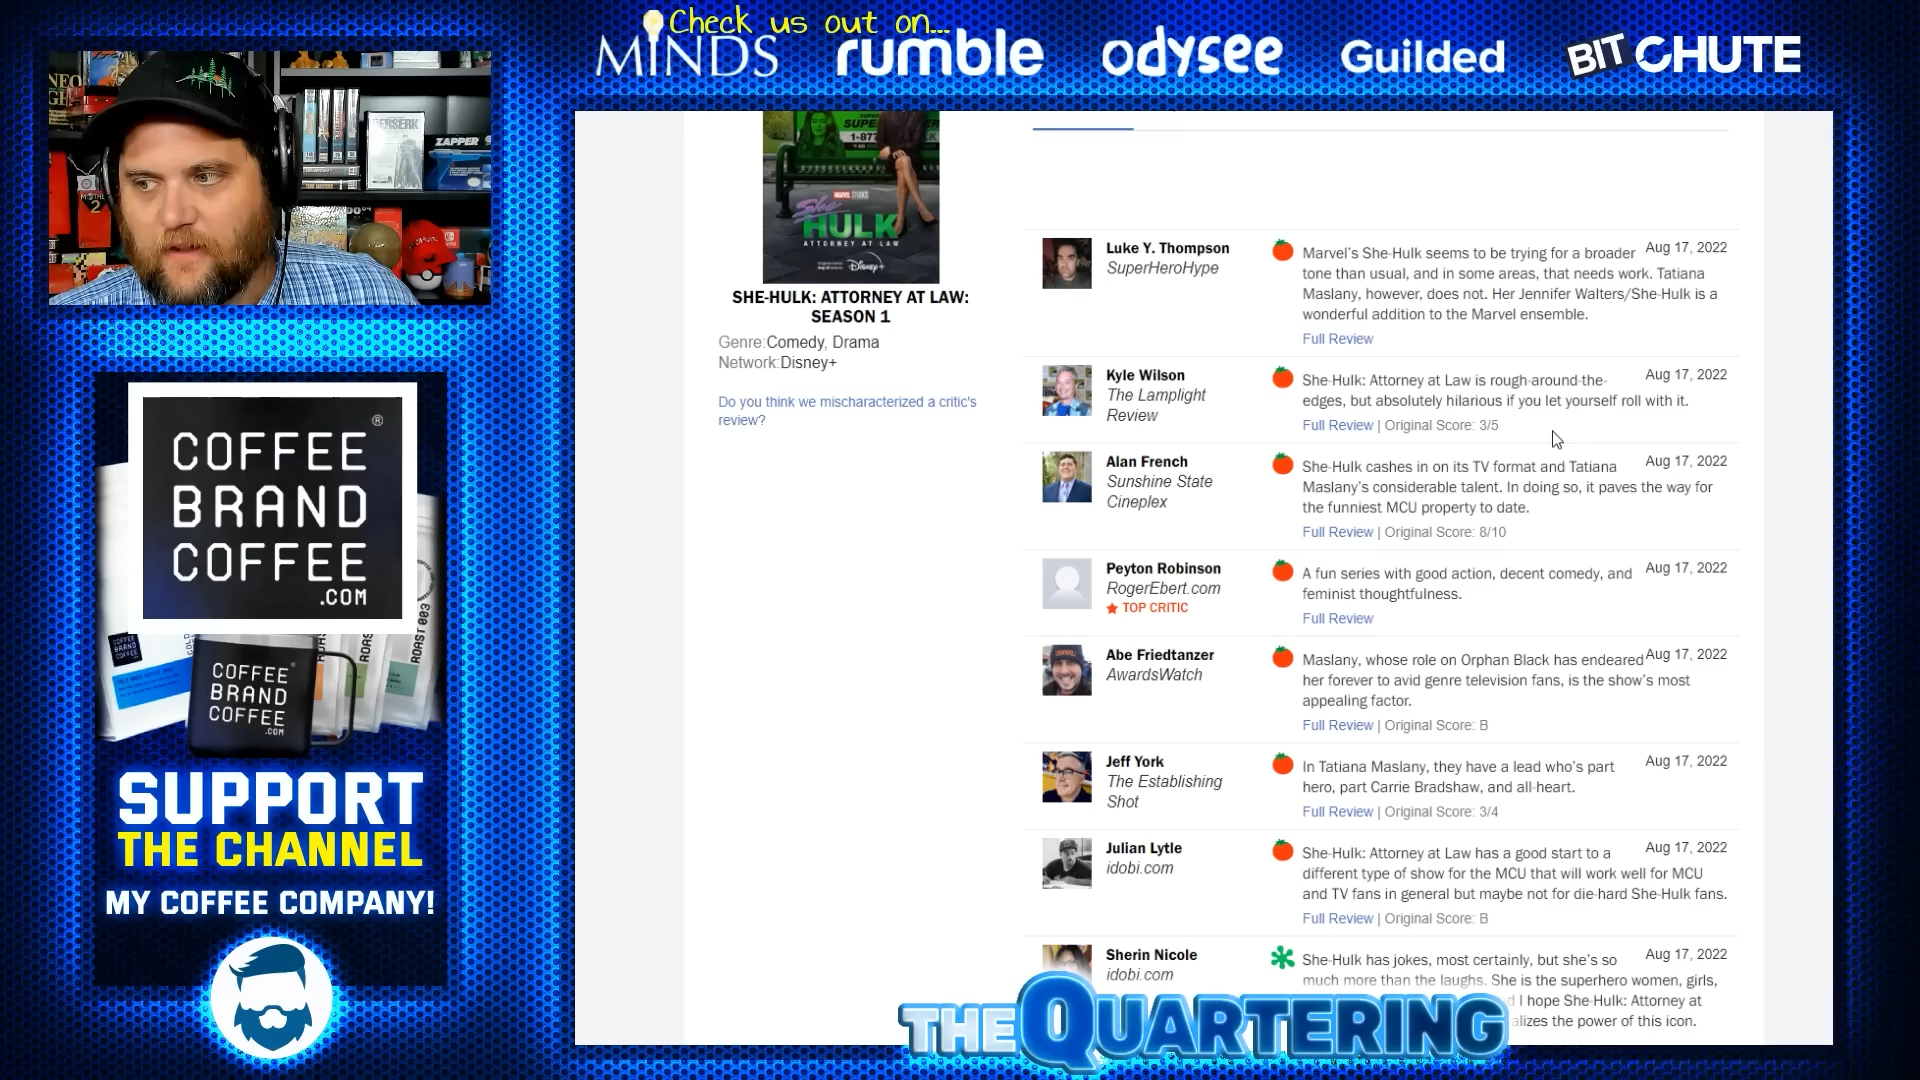 Check us out on...
MINDS
rumble
odysee
Guilded
BIT CHUTE
BERSERK
ZAPPER
SUPE
1-87
MARVEL STUDIOS
She
HULK
ATTORNEY AT LAW
Disney+
SHE-HULK: ATTORNEY AT LAW:
SEASON 1
Genre:Comedy, Drama
Network:Disney+
Do you think we mischaracterized a critic's
review?
Luke Y. Thompson
SuperHeroHype
Aug 17, 2022
Marvel's She-Hulk seems to be trying for a broader
tone than usual, and in some areas, that needs work. Tatiana
Maslany, however, does not. Her Jennifer Walters/She-Hulk is a
wonderful addition to the Marvel ensemble.
Full Review
Kyle Wilson
The Lamplight
Review
Aug 17, 2022
She-Hulk: Attorney at Law is rough-around-the-
edges, but absolutely hilarious if you let yourself roll with it.
Full Review | Original Score: 3/5
Alan French
Sunshine State
Cineplex
Aug 17, 2022
She-Hulk cashes in on its TV format and Tatiana
Maslany's considerable talent. In doing so, it paves the way for
the funniest MCU property to date.
Full Review | Original Score: 8/10
Peyton Robinson
RogerEbert.com
TOP CRITIC
Aug 17, 2022
A fun series with good action, decent comedy, and
feminist thoughtfulness.
Full Review
Abe Friedtanzer
AwardsWatch
Aug 17, 2022
Maslany, whose role on Orphan Black has endeared
her forever to avid genre television fans, is the show's most
appealing factor.
Full Review | Original Score: B
Jeff York
The Establishing
Shot
Aug 17, 2022
In Tatiana Maslany, they have a lead who's part
hero, part Carrie Bradshaw, and all-heart.
Full Review | Original Score: 3/4
Julian Lytle
idobi.com
Aug 17, 2022
She-Hulk: Attorney at Law has a good start to a
different type of show for the MCU that will work well for MCU
and TV fans in general but maybe not for die-hard She-Hulk fans.
Full Review | Original Score: B
Sherin Nicole
idobi.com
Aug 17, 2022
She-Hulk has jokes, most certainly, but she's so
much more than the laughs. She is the superhero women, girls,
I hope She-Hulk: Attorney at
alizes the power of this icon.
THE QUARTERING
COFFEE
BRAND
COFFEE
.COM
®
COFFEE
BRAND
COFFEE
.COM
ROAST 003
SUPPORT
THE CHANNEL
MY COFFEE COMPANY!